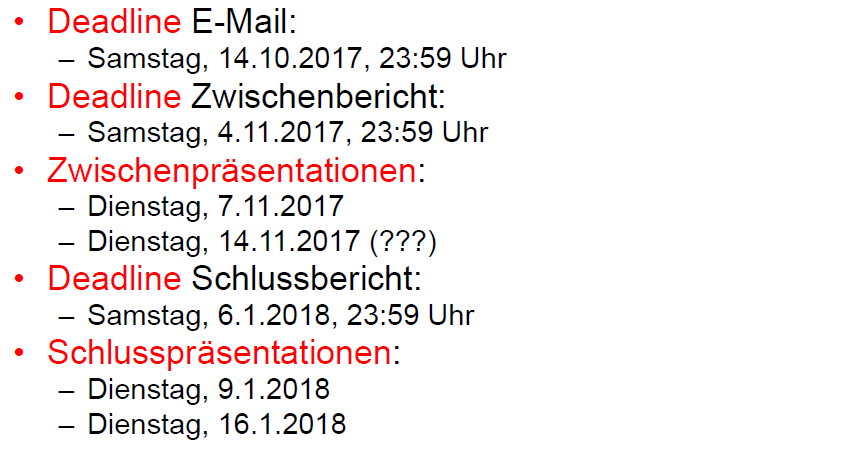 • Deadline E-Mail:
– Samstag, 14.10.2017, 23:59 Uhr
• Deadline Zwischenbericht:
– Samstag, 4.11.2017, 23:59 Uhr
• Zwischenpräsentationen:
– Dienstag, 7.11.2017
– Dienstag, 14.11.2017 (???)
• Deadline Schlussbericht:
– Samstag, 6.1.2018, 23:59 Uhr
• Schlusspräsentationen:
– Dienstag, 9.1.2018
– Dienstag, 16.1.2018